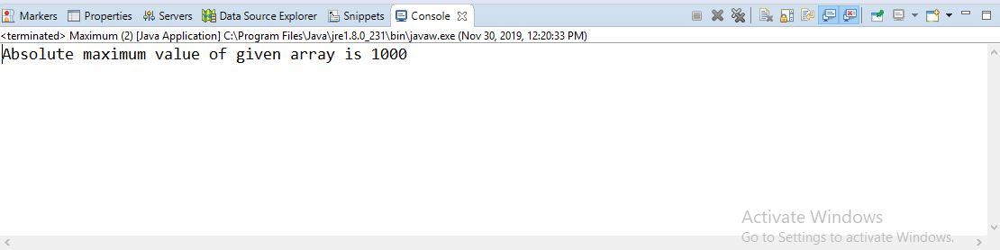 Markers Properties Servers Data Source Explorer Snippets Console
<terminated> Maximum (2) [Java Application] C:\Program Files\Java\jre1.8.0_231\bin\javaw.exe (Nov 30, 2019, 12:20:33 PM)
Absolute maximum value of given array is 1000
Activate Windows
Go to Settings to activate Windows.